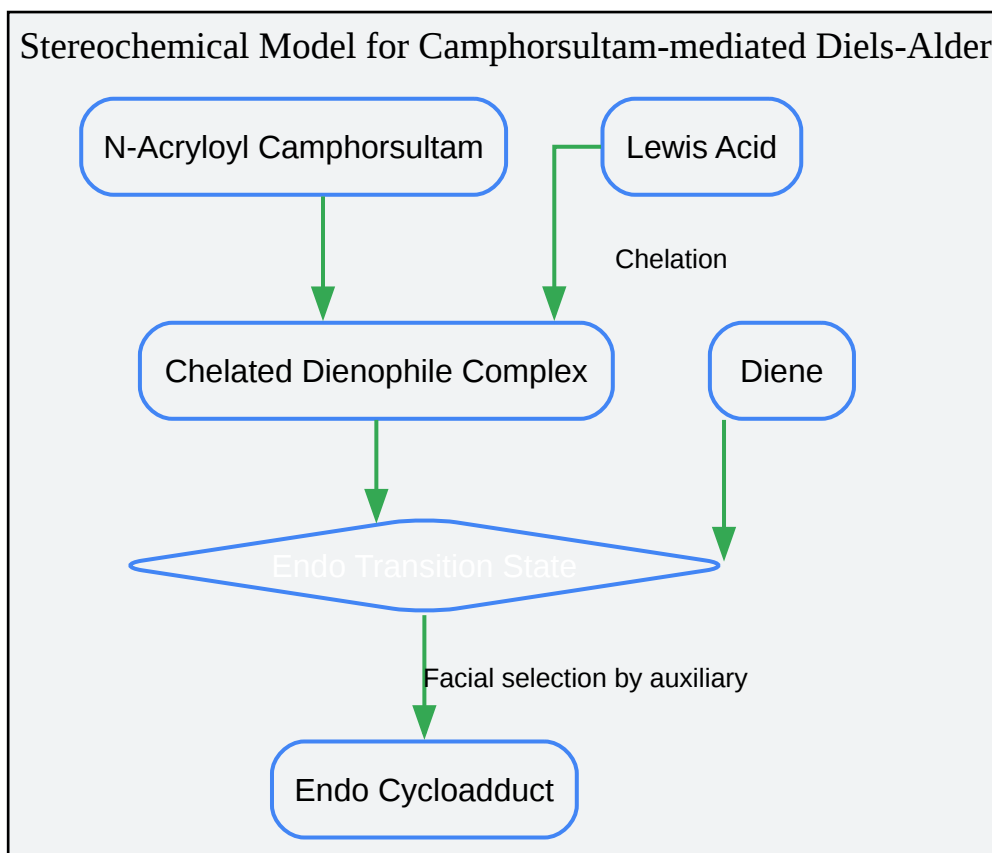 Stereochemical Model for Camphorsultam-mediated Diels-Alder
N-Acryloyl Camphorsultam
Lewis Acid
Chelation
Chelated Dienophile Complex
Diene
Endo Transition State
Facial selection by auxiliary
Endo Cycloadduct